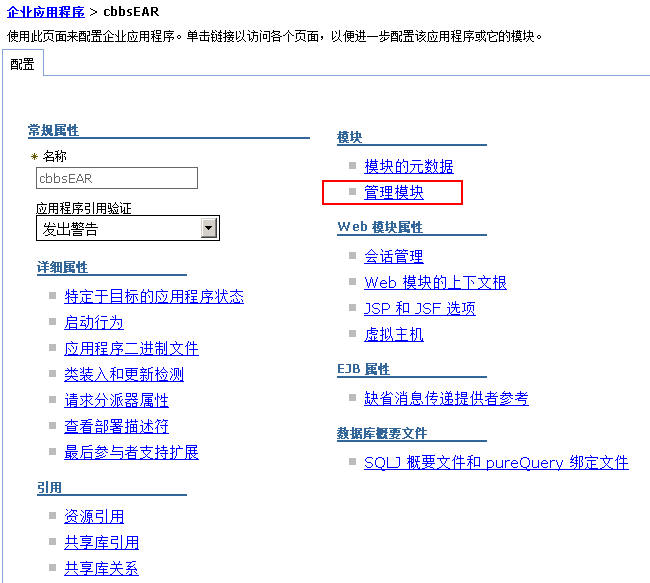 企业应用程序 > cbbsEAR
使用此页面来配置企业应用程序。单击链接以访问各个页面，以便进一步配置该应用程序或它的模块。
配置
常规属性
名称
cbbsEAR
应用程序引用验证
发出警告
详细属性
特定于目标的应用程序状态
启动行为
应用程序二进制文件
类装入和更新检测
请求分派器属性
查看部署描述符
最后参与者支持扩展
引用
资源引用
共享库引用
共享库关系
模块
模块的元数据
管理模块
Web 模块属性
会话管理
Web 模块的上下文根
JSP 和 JSF 选项
虚拟主机
EJB 属性
缺省消息传递提供者参考
数据库概要文件
SQLJ 概要文件和 pureQuery 绑定文件